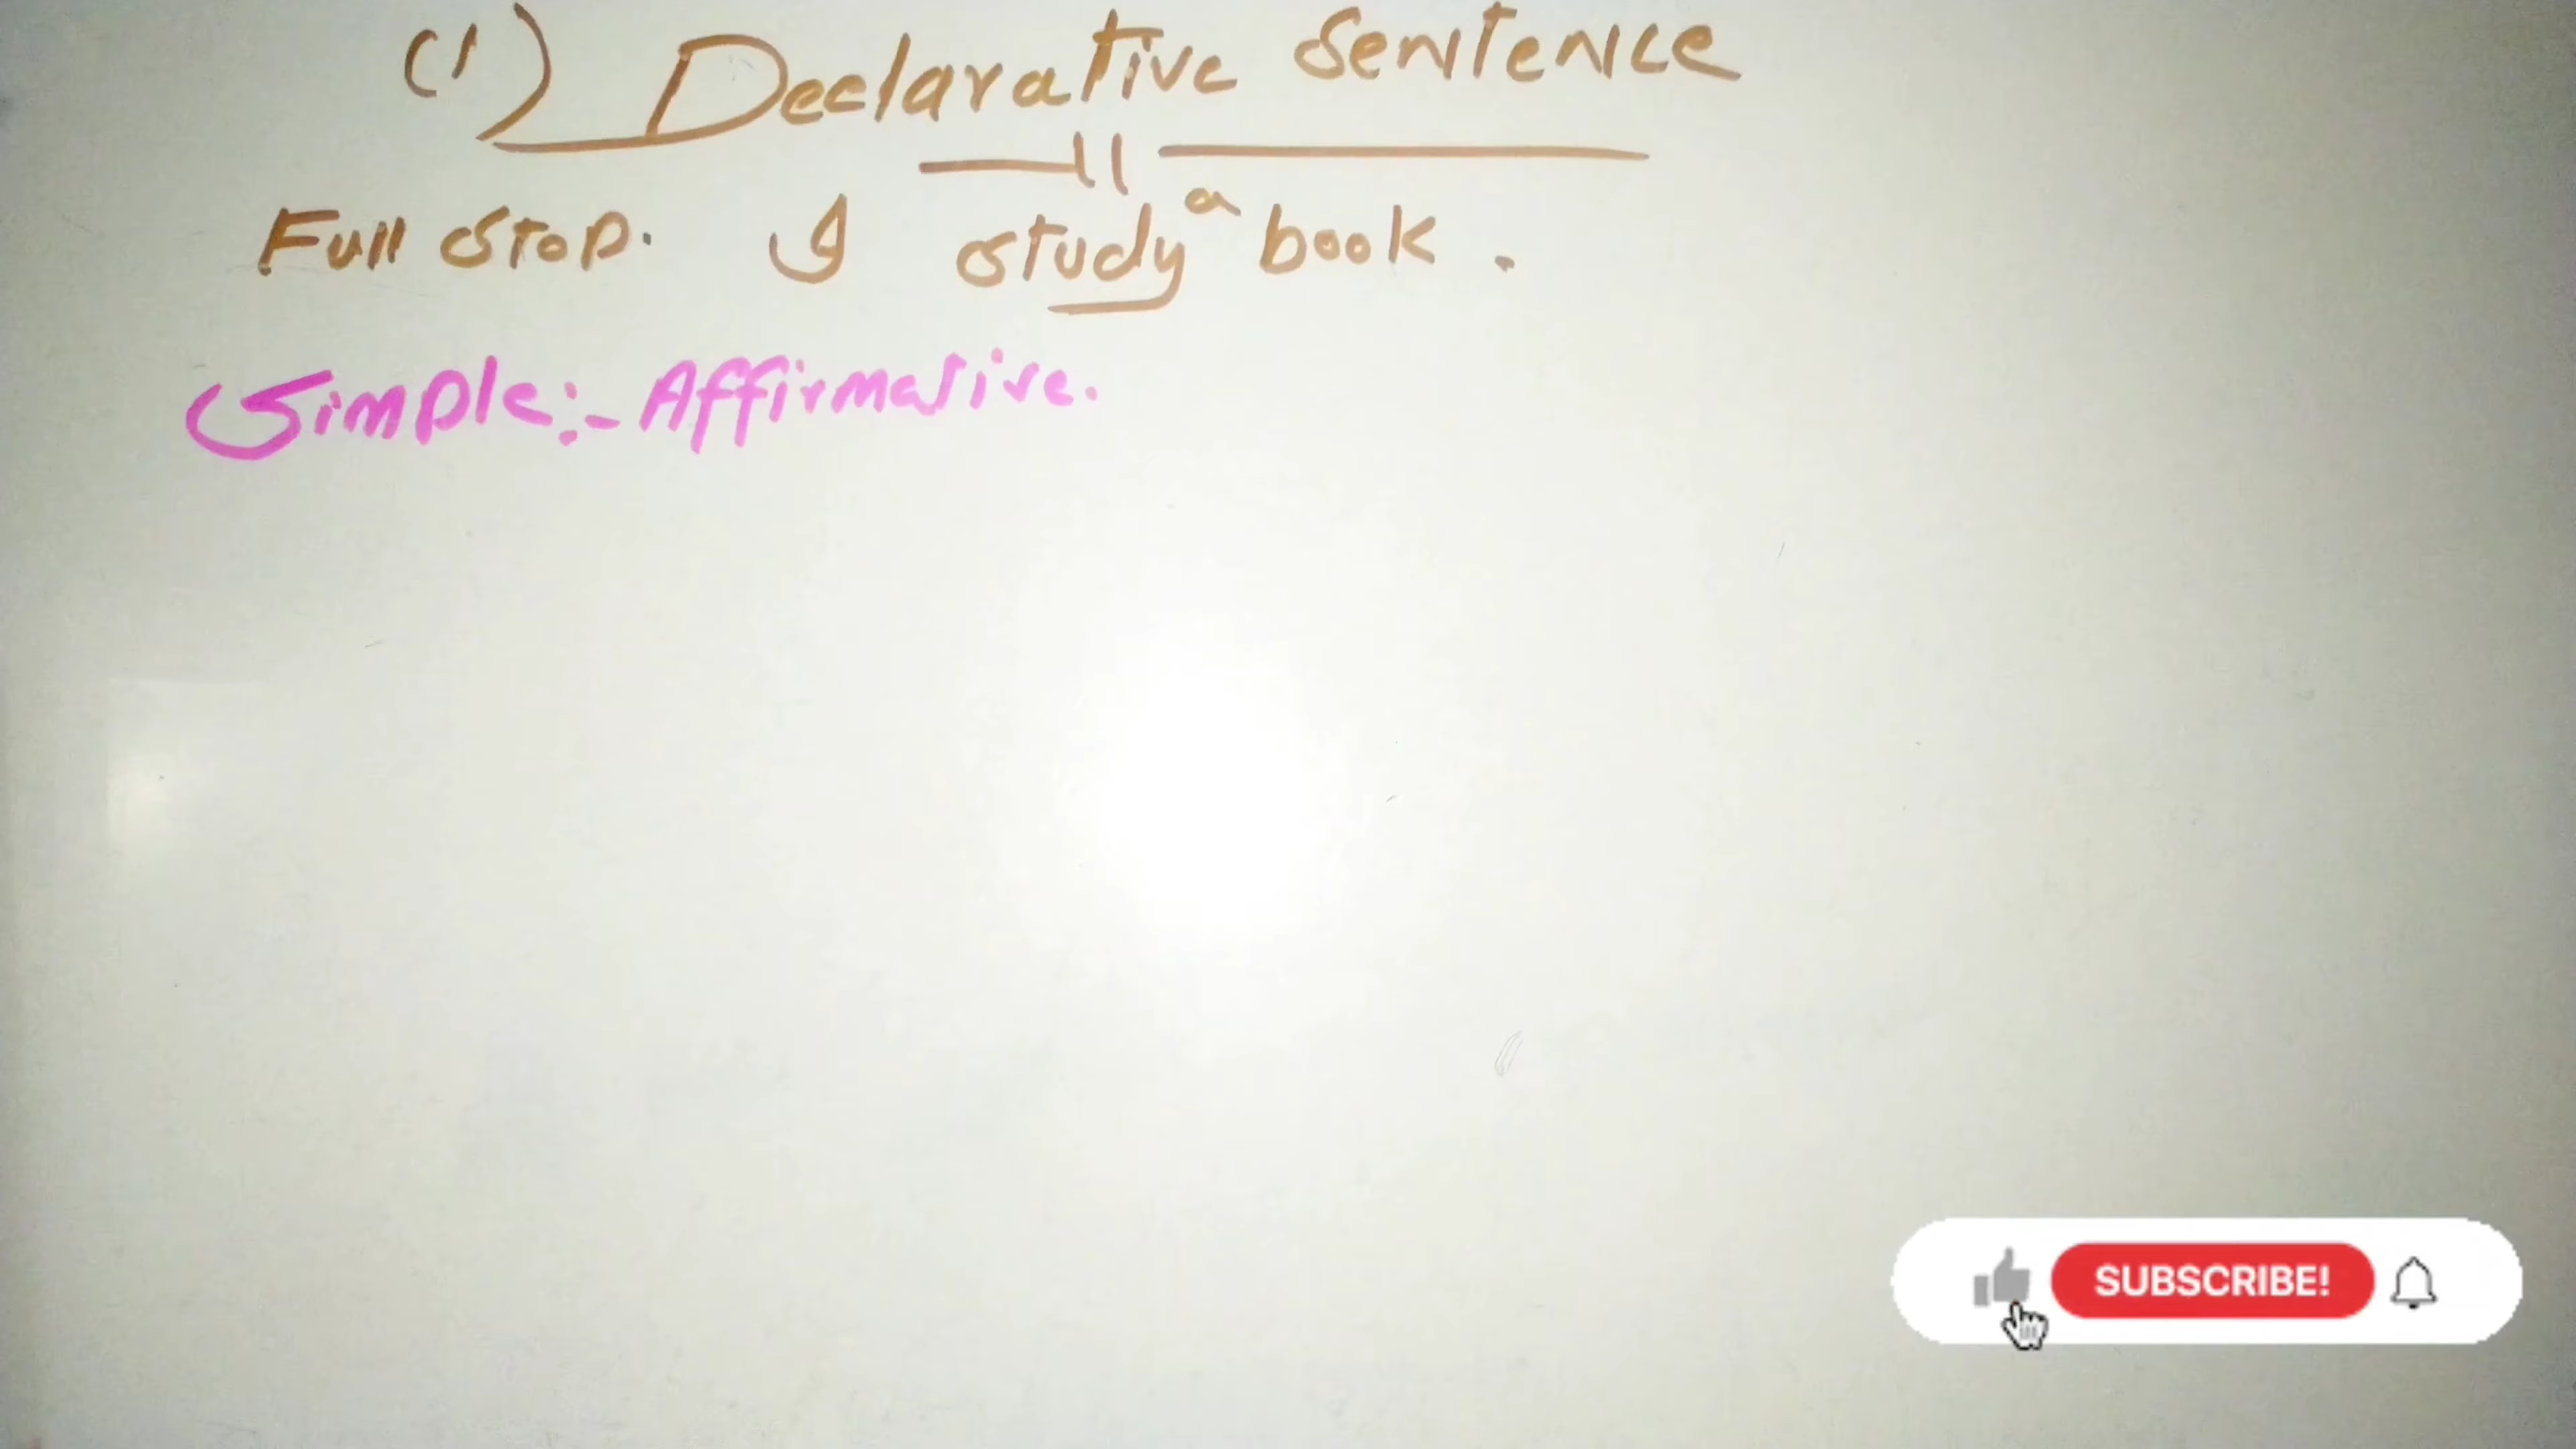 (1) Declarative Sentence
Full Stop. I study a book.
Simple:- Affirmative.
SUBSCRIBE!